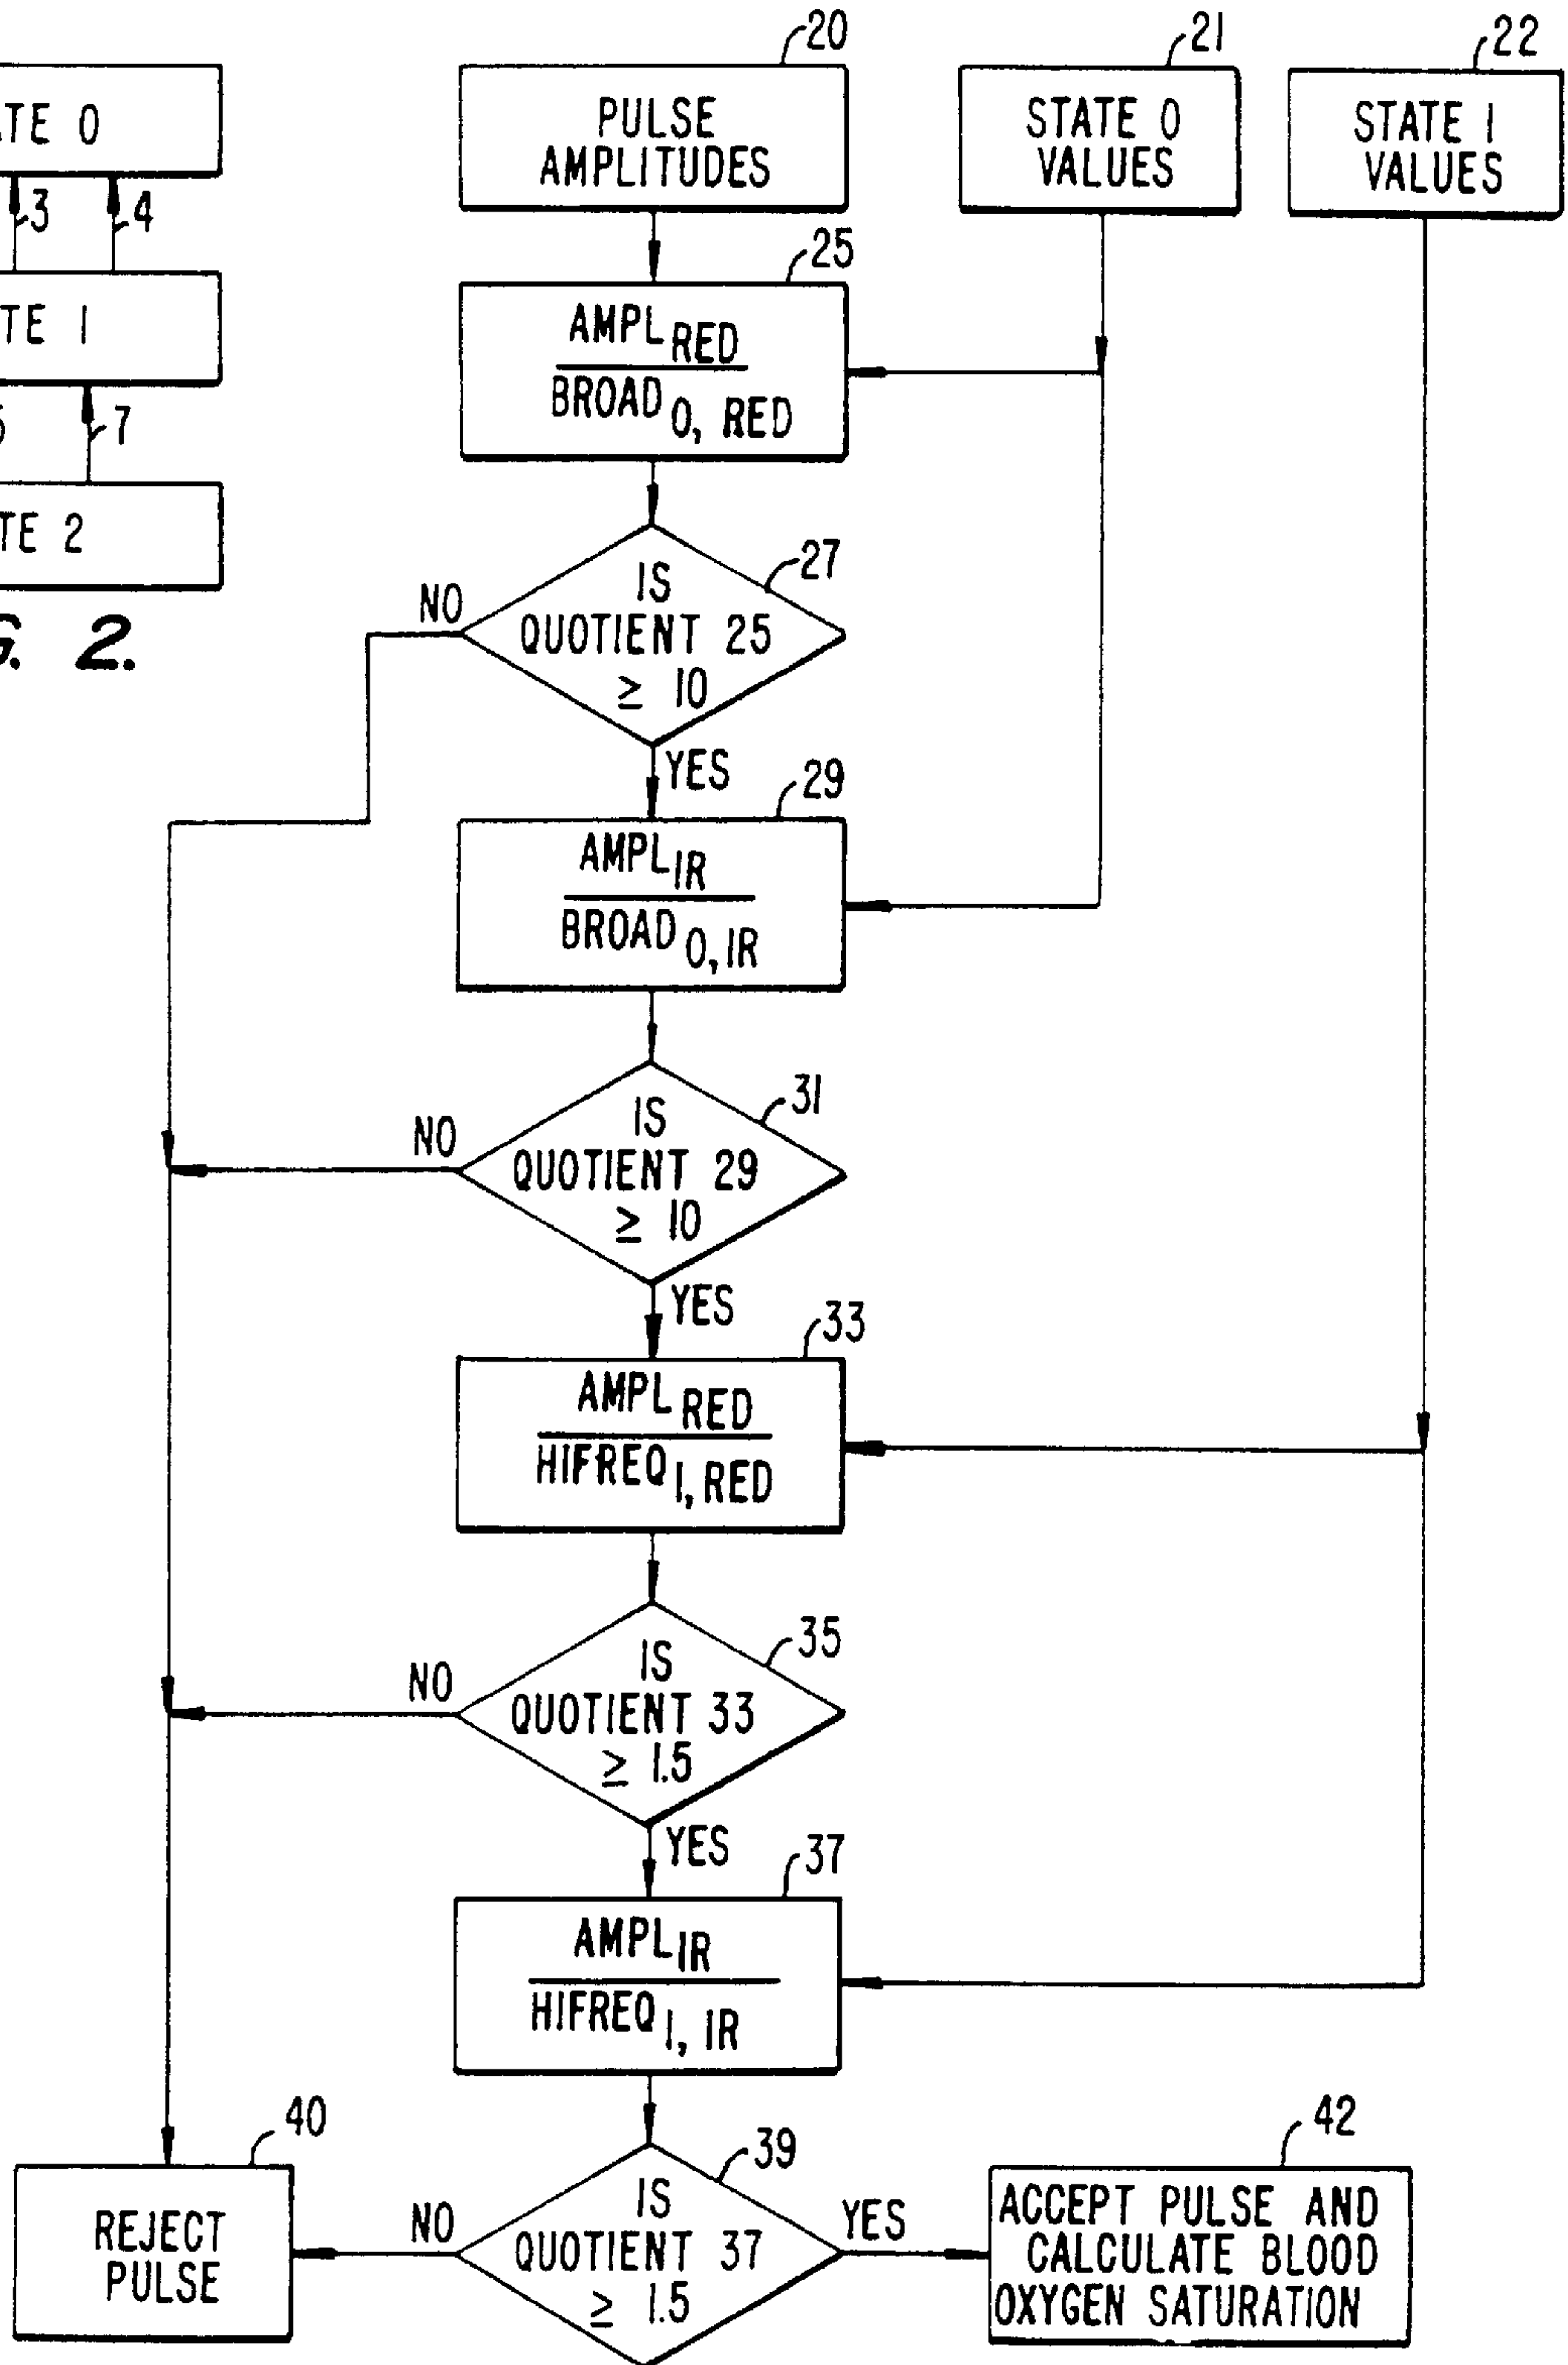 TE 0
3
4
TE 1
7
TE 2
G. 2.
20
PULSE
AMPLITUDES
21
STATE 0
VALUES
22
STATE 1
VALUES
25
AMPL RED
BROAD 0, RED
27
IS
QUOTIENT 25
≥ 10
NO
YES
29
AMPL IR
BROAD 0, IR
31
IS
QUOTIENT 29
≥ 10
NO
YES
33
AMPL RED
HIFREQ 1, RED
35
IS
QUOTIENT 33
≥ 1.5
NO
YES
37
AMPL IR
HIFREQ 1, IR
39
IS
QUOTIENT 37
≥ 1.5
NO
YES
40
REJECT
PULSE
42
ACCEPT PULSE AND
CALCULATE BLOOD
OXYGEN SATURATION